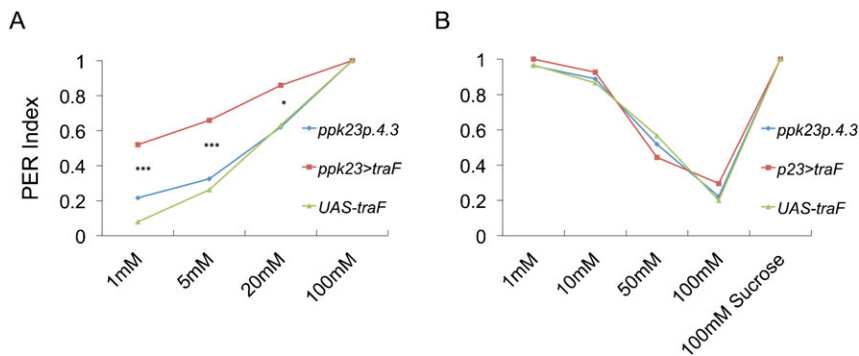 A
PER Index
1
0.8
0.6
0.4
0.2
0
***
***
*
ppk23p.4.3
ppk23>traF
UAS-traF
1mM
5mM
20mM
100mM
B
1
0.8
0.6
0.4
0.2
0
ppk23p.4.3
p23>traF
UAS-traF
1mM
10mM
50mM
100mM
100mM Sucrose